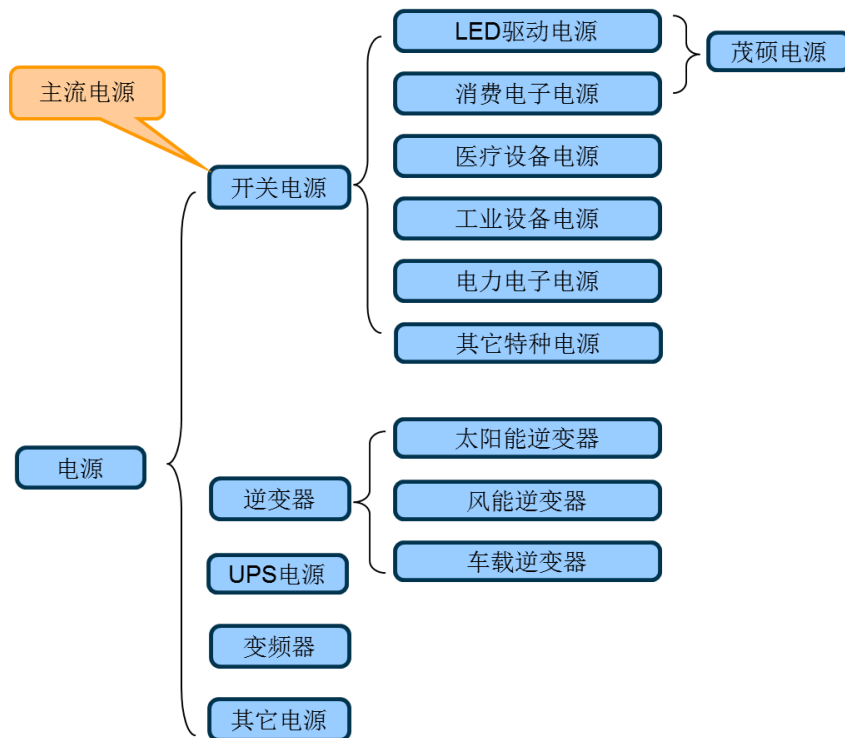 LED驱动电源
茂硕电源
主流电源
消费电子电源
医疗设备电源
开关电源
工业设备电源
电力电子电源
其它特种电源
太阳能逆变器
电源
逆变器
风能逆变器
车载逆变器
UPS电源
变频器
其它电源